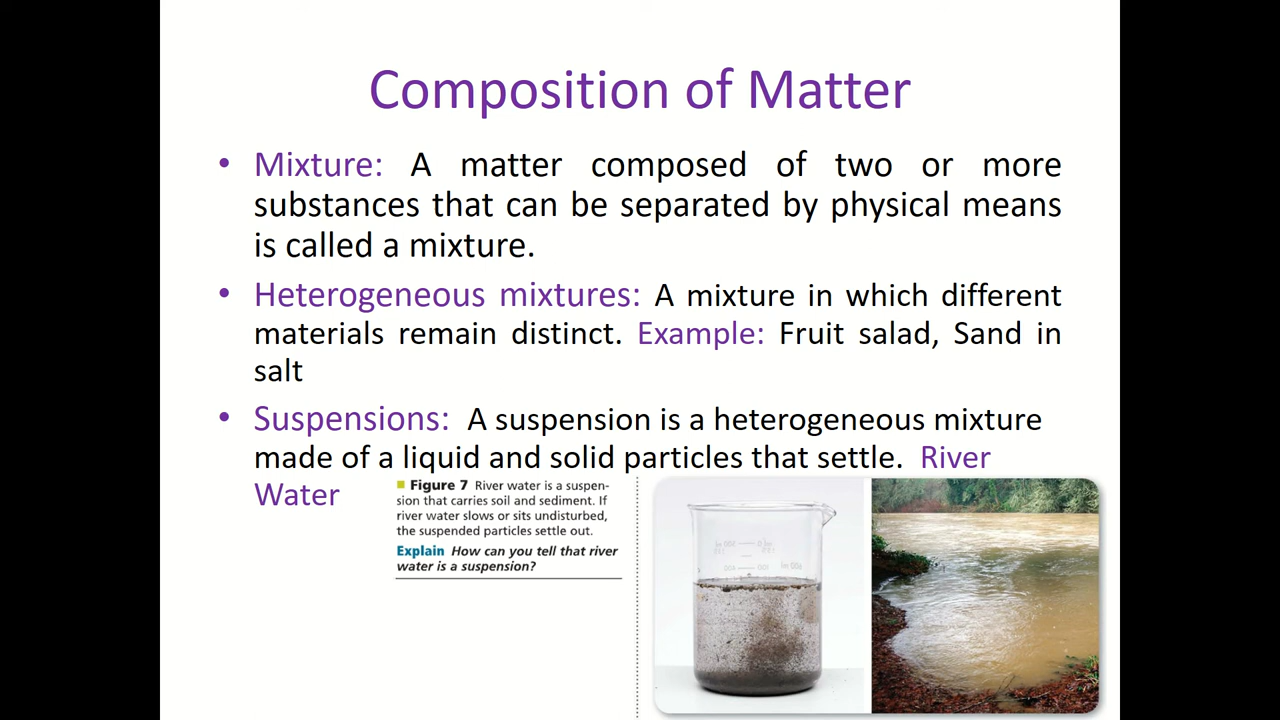 Composition of Matter
• Mixture: A matter composed of two or more
substances that can be separated by physical means
is called a mixture.
• Heterogeneous mixtures: A mixture in which different
materials remain distinct. Example: Fruit salad, Sand in
salt
• Suspensions: A suspension is a heterogeneous mixture
made of a liquid and solid particles that settle. River
Water
Figure 7 River water is a suspen-
sion that carries soil and sediment. If
river water slows or sits undisturbed,
the suspended particles settle out.
Explain How can you tell that river
water is a suspension?